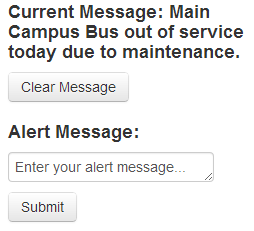 Current Message: Main
Campus Bus out of service
today due to maintenance.
Clear Message
Alert Message:
Enter your alert message...
Submit